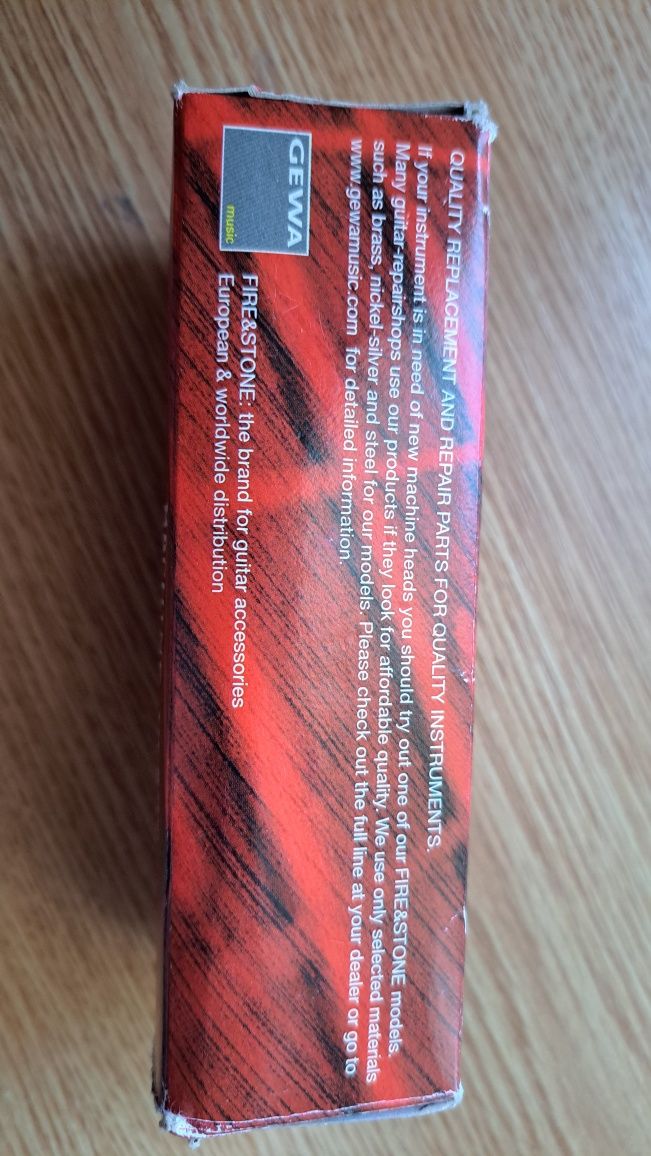 QUALITY REPLACEMENT AND REPAIR PARTS FOR QUALITY INSTRUMENTS.
If your instrument is in need of new machine heads you should try out one of our FIRE&STONE models.
Many guitar-repairshops use our products if they look for affordable quality. We use only selected materials
such as brass, nickel-silver and steel for our models. Please check out the full line at your dealer or go to
www.gewamusic.com for detailed information.
GEWA
music
FIRE&STONE: the brand for guitar accessories
European & worldwide distribution